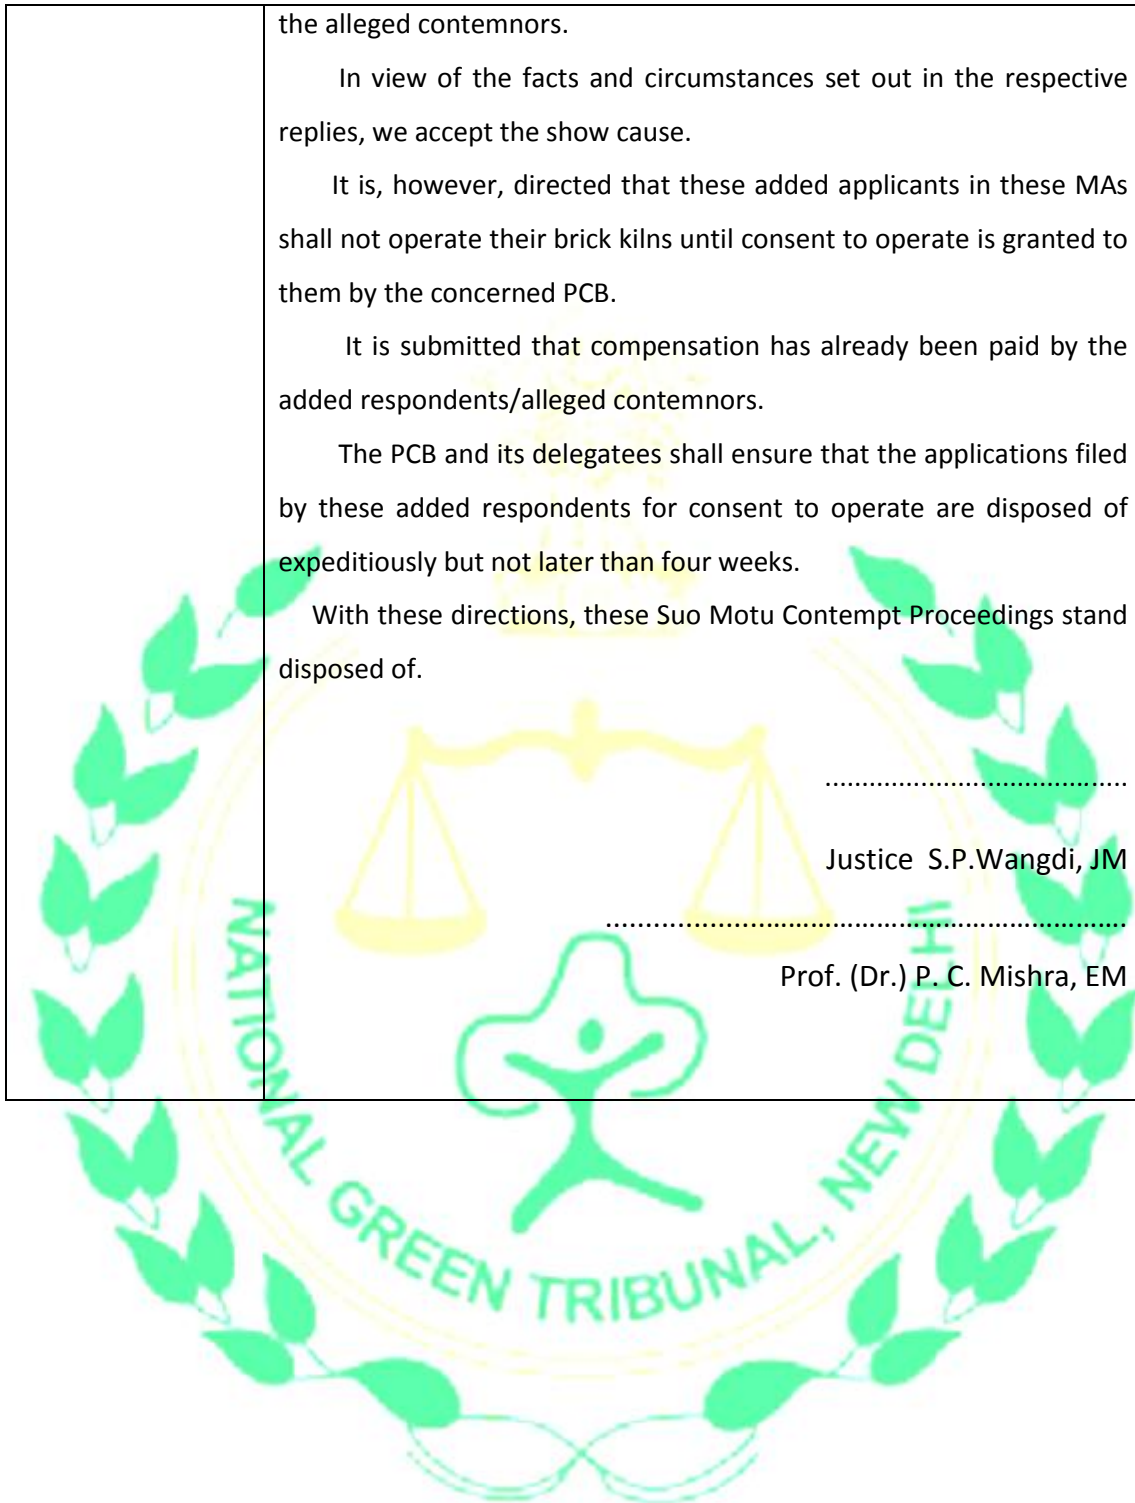 the alleged contemnors.
In view of the facts and circumstances set out in the respective
replies, we accept the show cause.
It is, however, directed that these added applicants in these MAs
shall not operate their brick kilns until consent to operate is granted to
them by the concerned PCB.
It is submitted that compensation has already been paid by the
added respondents/alleged contemnors.
The PCB and its delegatees shall ensure that the applications filed
by these added respondents for consent to operate are disposed of
expeditiously but not later than four weeks.
With these directions, these Suo Motu Contempt Proceedings stand
disposed of.
..........................................
Justice S.P.Wangdi, JM
......................................................................
Prof. (Dr.) P. C. Mishra, EM
NATIONAL GREEN TRIBUNAL, NEW DELHI